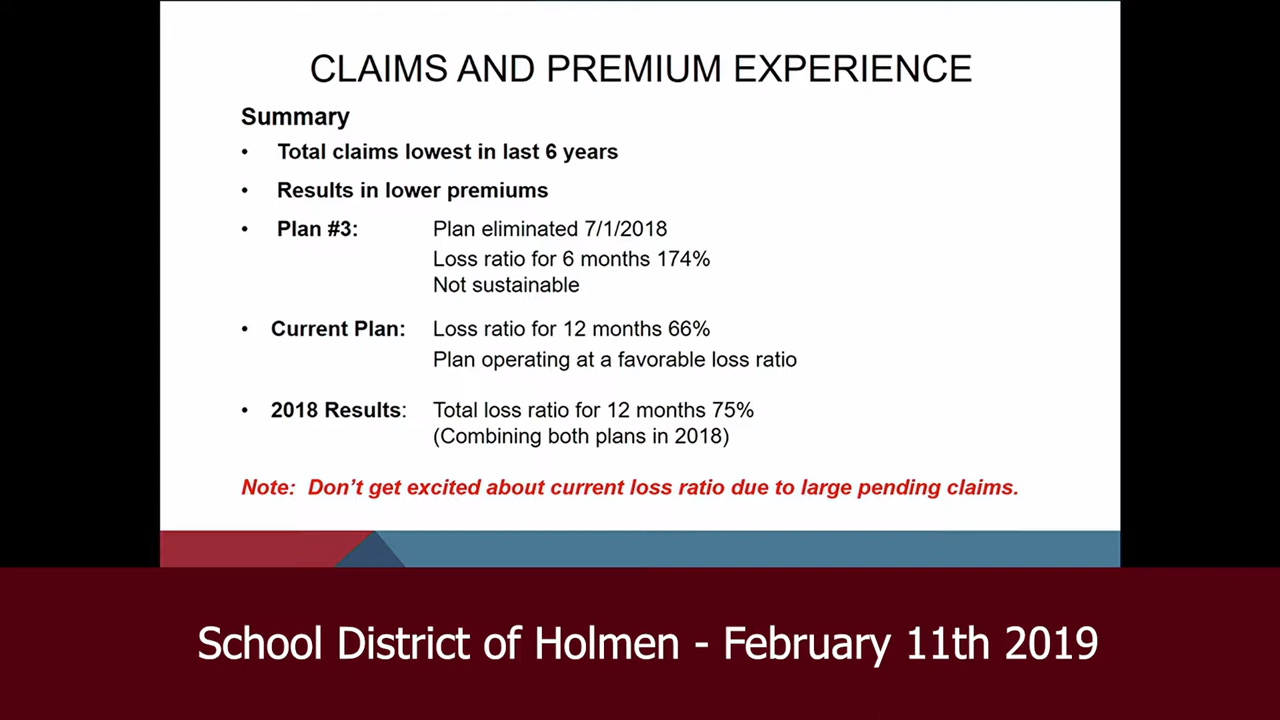 CLAIMS AND PREMIUM EXPERIENCE
Summary
• Total claims lowest in last 6 years
• Results in lower premiums
• Plan #3: Plan eliminated 7/1/2018
Loss ratio for 6 months 174%
Not sustainable
• Current Plan: Loss ratio for 12 months 66%
Plan operating at a favorable loss ratio
• 2018 Results: Total loss ratio for 12 months 75%
(Combining both plans in 2018)
Note: Don’t get excited about current loss ratio due to large pending claims.
School District of Holmen - February 11th 2019